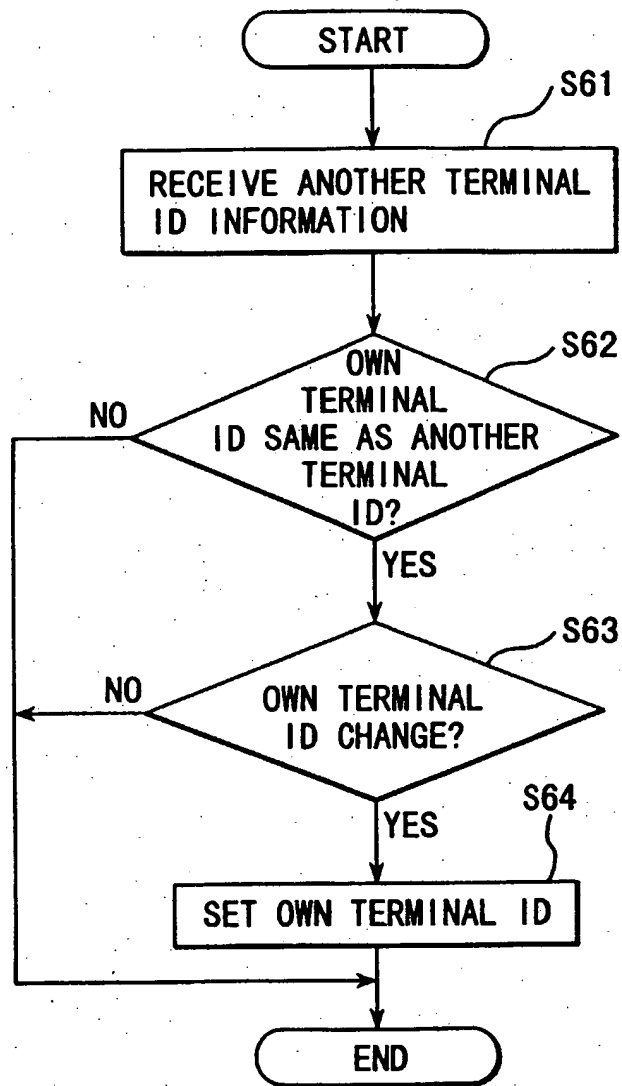 START
S61
RECEIVE ANOTHER TERMINAL
ID INFORMATION
S62
OWN
TERMINAL
ID SAME AS ANOTHER
TERMINAL
ID?
NO
YES
S63
OWN TERMINAL
ID CHANGE?
NO
YES
S64
SET OWN TERMINAL ID
END